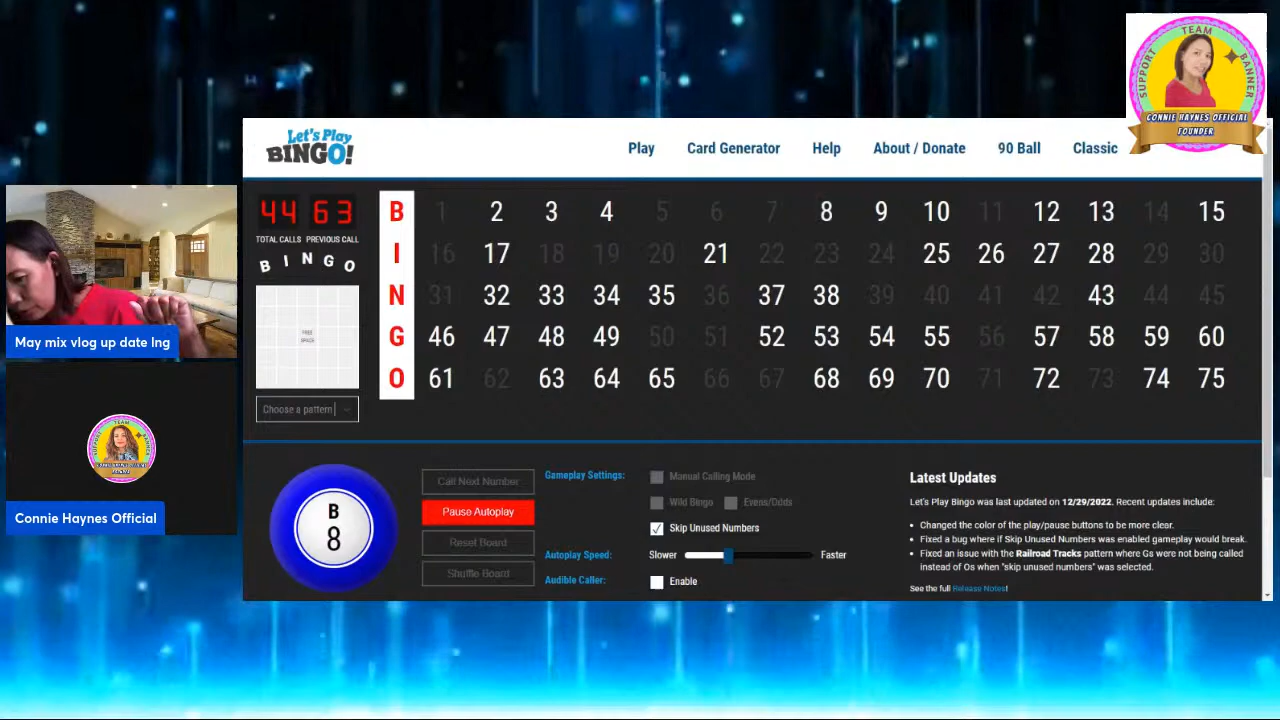 SUPPORT TEAM BANNER
CONNIE HAYNES OFFICIAL
FOUNDER
Let's Play
BINGO!
Play Card Generator Help About / Donate 90 Ball Classic
44 63
TOTAL CALLS PREVIOUS CALL
B I N G O
FREE
SPACE
Choose a pattern
B 1 2 3 4 5 6 7 8 9 10 11 12 13 14 15
I 16 17 18 19 20 21 22 23 24 25 26 27 28 29 30
N 31 32 33 34 35 36 37 38 39 40 41 42 43 44 45
G 46 47 48 49 50 51 52 53 54 55 56 57 58 59 60
O 61 62 63 64 65 66 67 68 69 70 71 72 73 74 75
May mix vlog up date lng
SUPPORT TEAM BANNER
Connie Haynes Official
B
8
Call Next Number
Pause Autoplay
Reset Board
Shuffle Board
Gameplay Settings:
Manual Calling Mode
Wild Bingo Evens/Odds
Skip Unused Numbers
Autoplay Speed: Slower Faster
Audible Caller: Enable
Latest Updates
Let's Play Bingo was last updated on 12/29/2022. Recent updates include:
Changed the color of the play/pause buttons to be more clear.
Fixed a bug where if Skip Unused Numbers was enabled gameplay would break.
Fixed an issue with the Railroad Tracks pattern where Gs were not being called
instead of Os when "skip unused numbers" was selected.
See the full Release Notes!